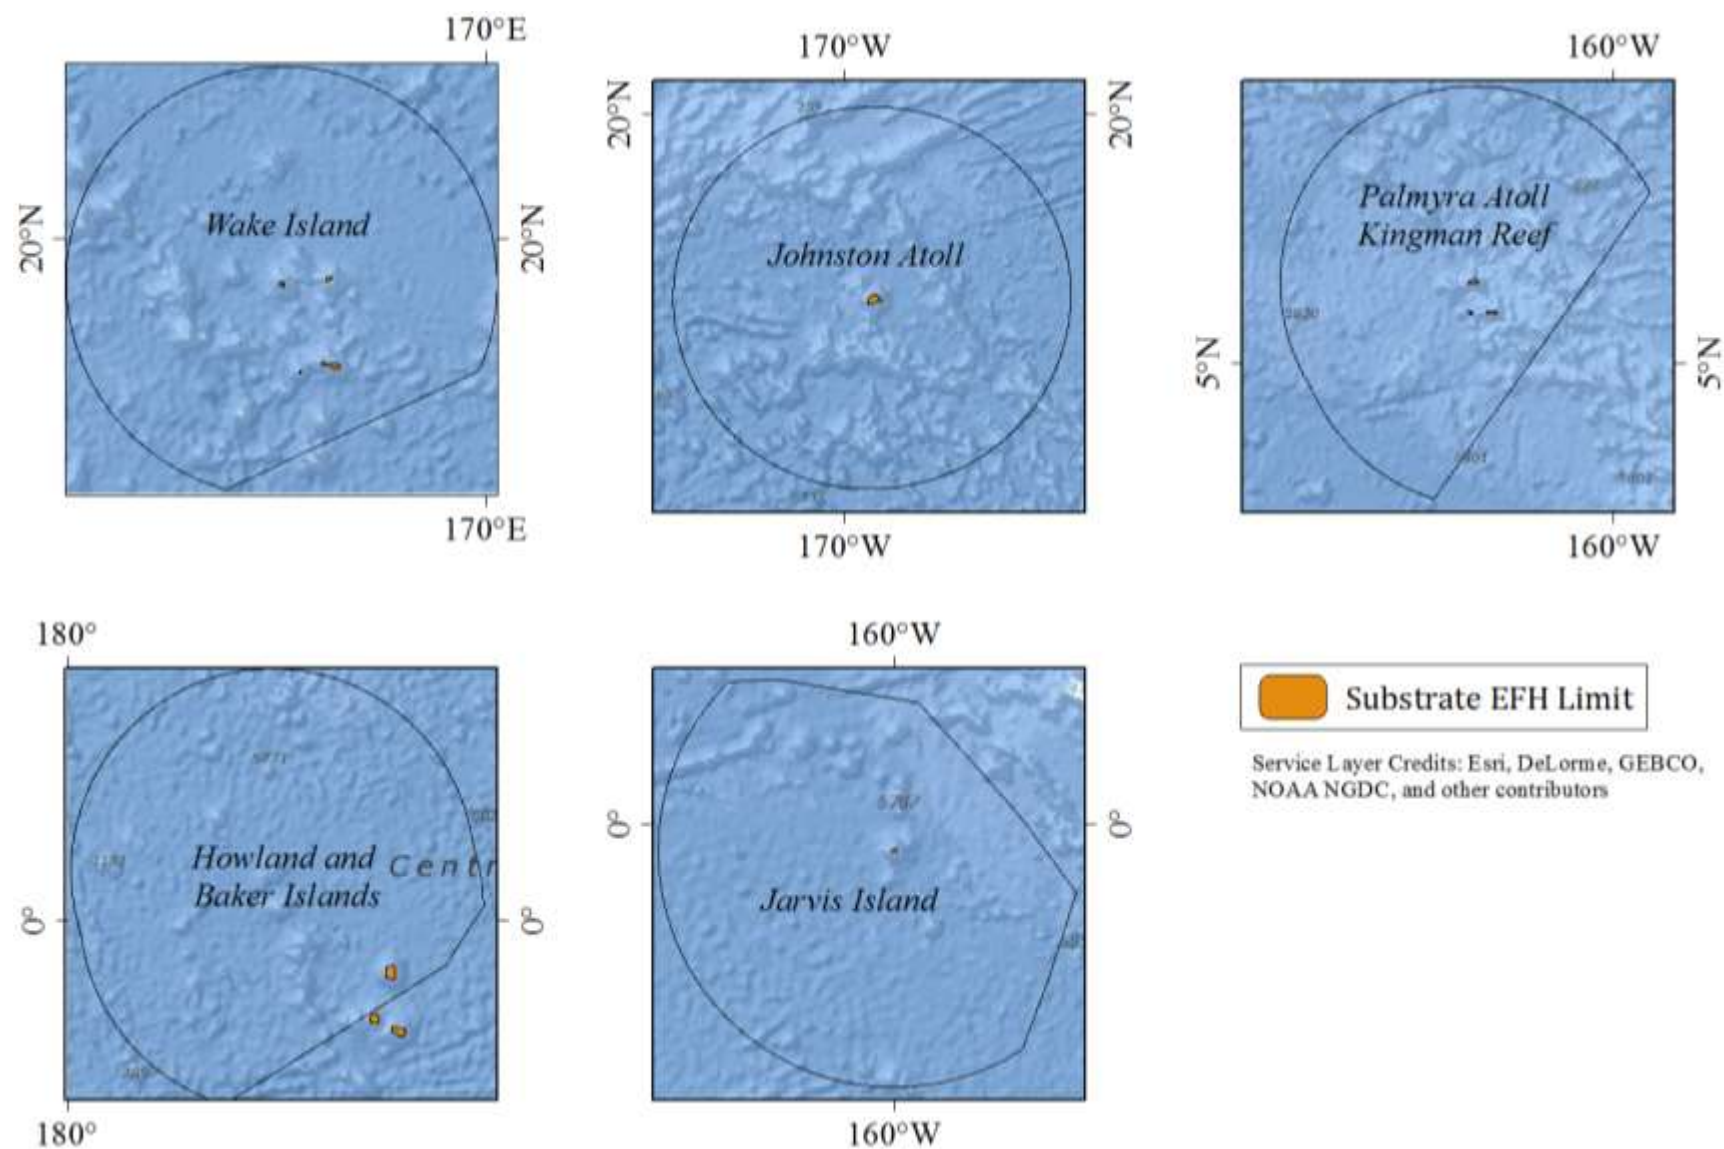 170°E
20°N
Wake Island
20°N
170°E
170°W
20°N
20°N
Johnston Atoll
170°W
160°W
Palmyra Atoll
Kingman Reef
5°N
5°N
160°W
180°
Howland and
Baker Islands
Centr
0°
0°
180°
160°W
5767
0°
0°
Jarvis Island
160°W
Substrate EFH Limit
Service Layer Credits: Esri, DeLorme, GEBCO,
NOAA NGDC, and other contributors